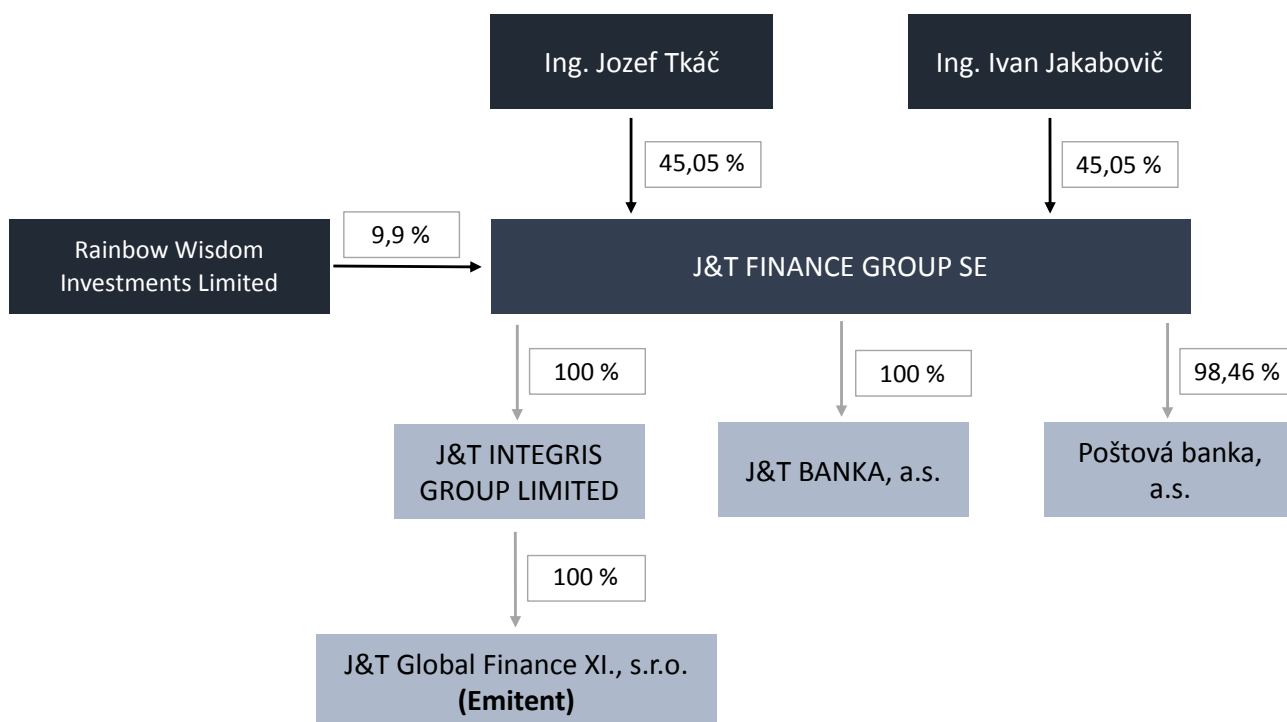 Ing. Jozef Tkáč
Ing. Ivan Jakabovič
45,05 %
45,05 %
Rainbow Wisdom
Investments Limited
9,9 %
J&T FINANCE GROUP SE
100 %
100 %
98,46 %
J&T INTEGRIS
GROUP LIMITED
J&T BANKA, a.s.
Poštová banka,
a.s.
100 %
J&T Global Finance XI., s.r.o.
(Emitent)